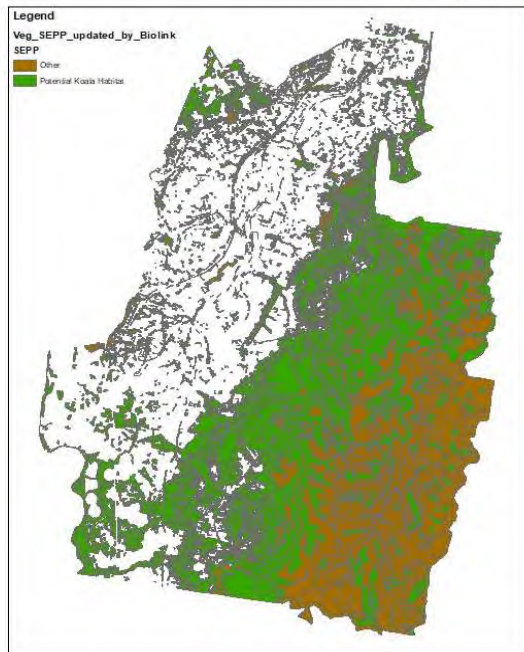 Legend
Veg_SEPP_updated_by_Biolink
SEPP
Other
Potential Koala Habitat